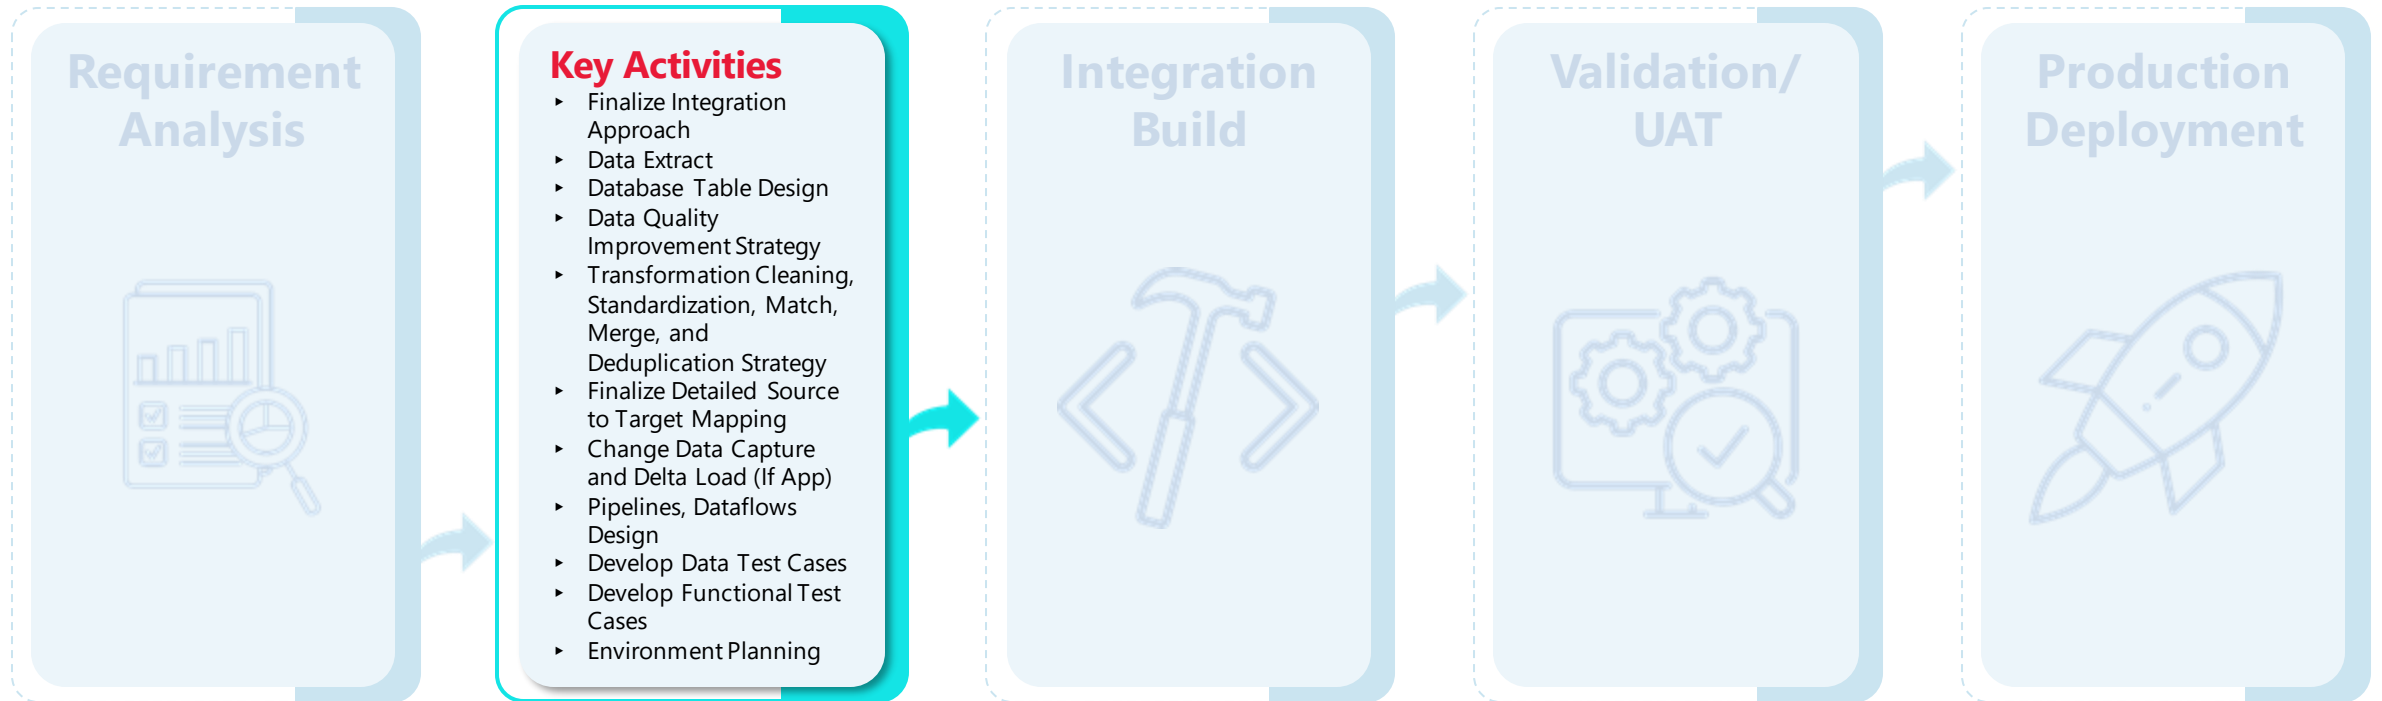 Requirement
Analysis
Key Activities
‣ Finalize Integration
Approach
‣ Data Extract
‣ Database Table Design
‣ Data Quality
Improvement Strategy
‣ Transformation Cleaning,
Standardization, Match,
Merge, and
Deduplication Strategy
‣ Finalize Detailed Source
to Target Mapping
‣ Change Data Capture
and Delta Load (If App)
‣ Pipelines, Dataflows
Design
‣ Develop Data Test Cases
‣ Develop Functional Test
Cases
‣ Environment Planning
Integration
Build
Validation/
UAT
Production
Deployment